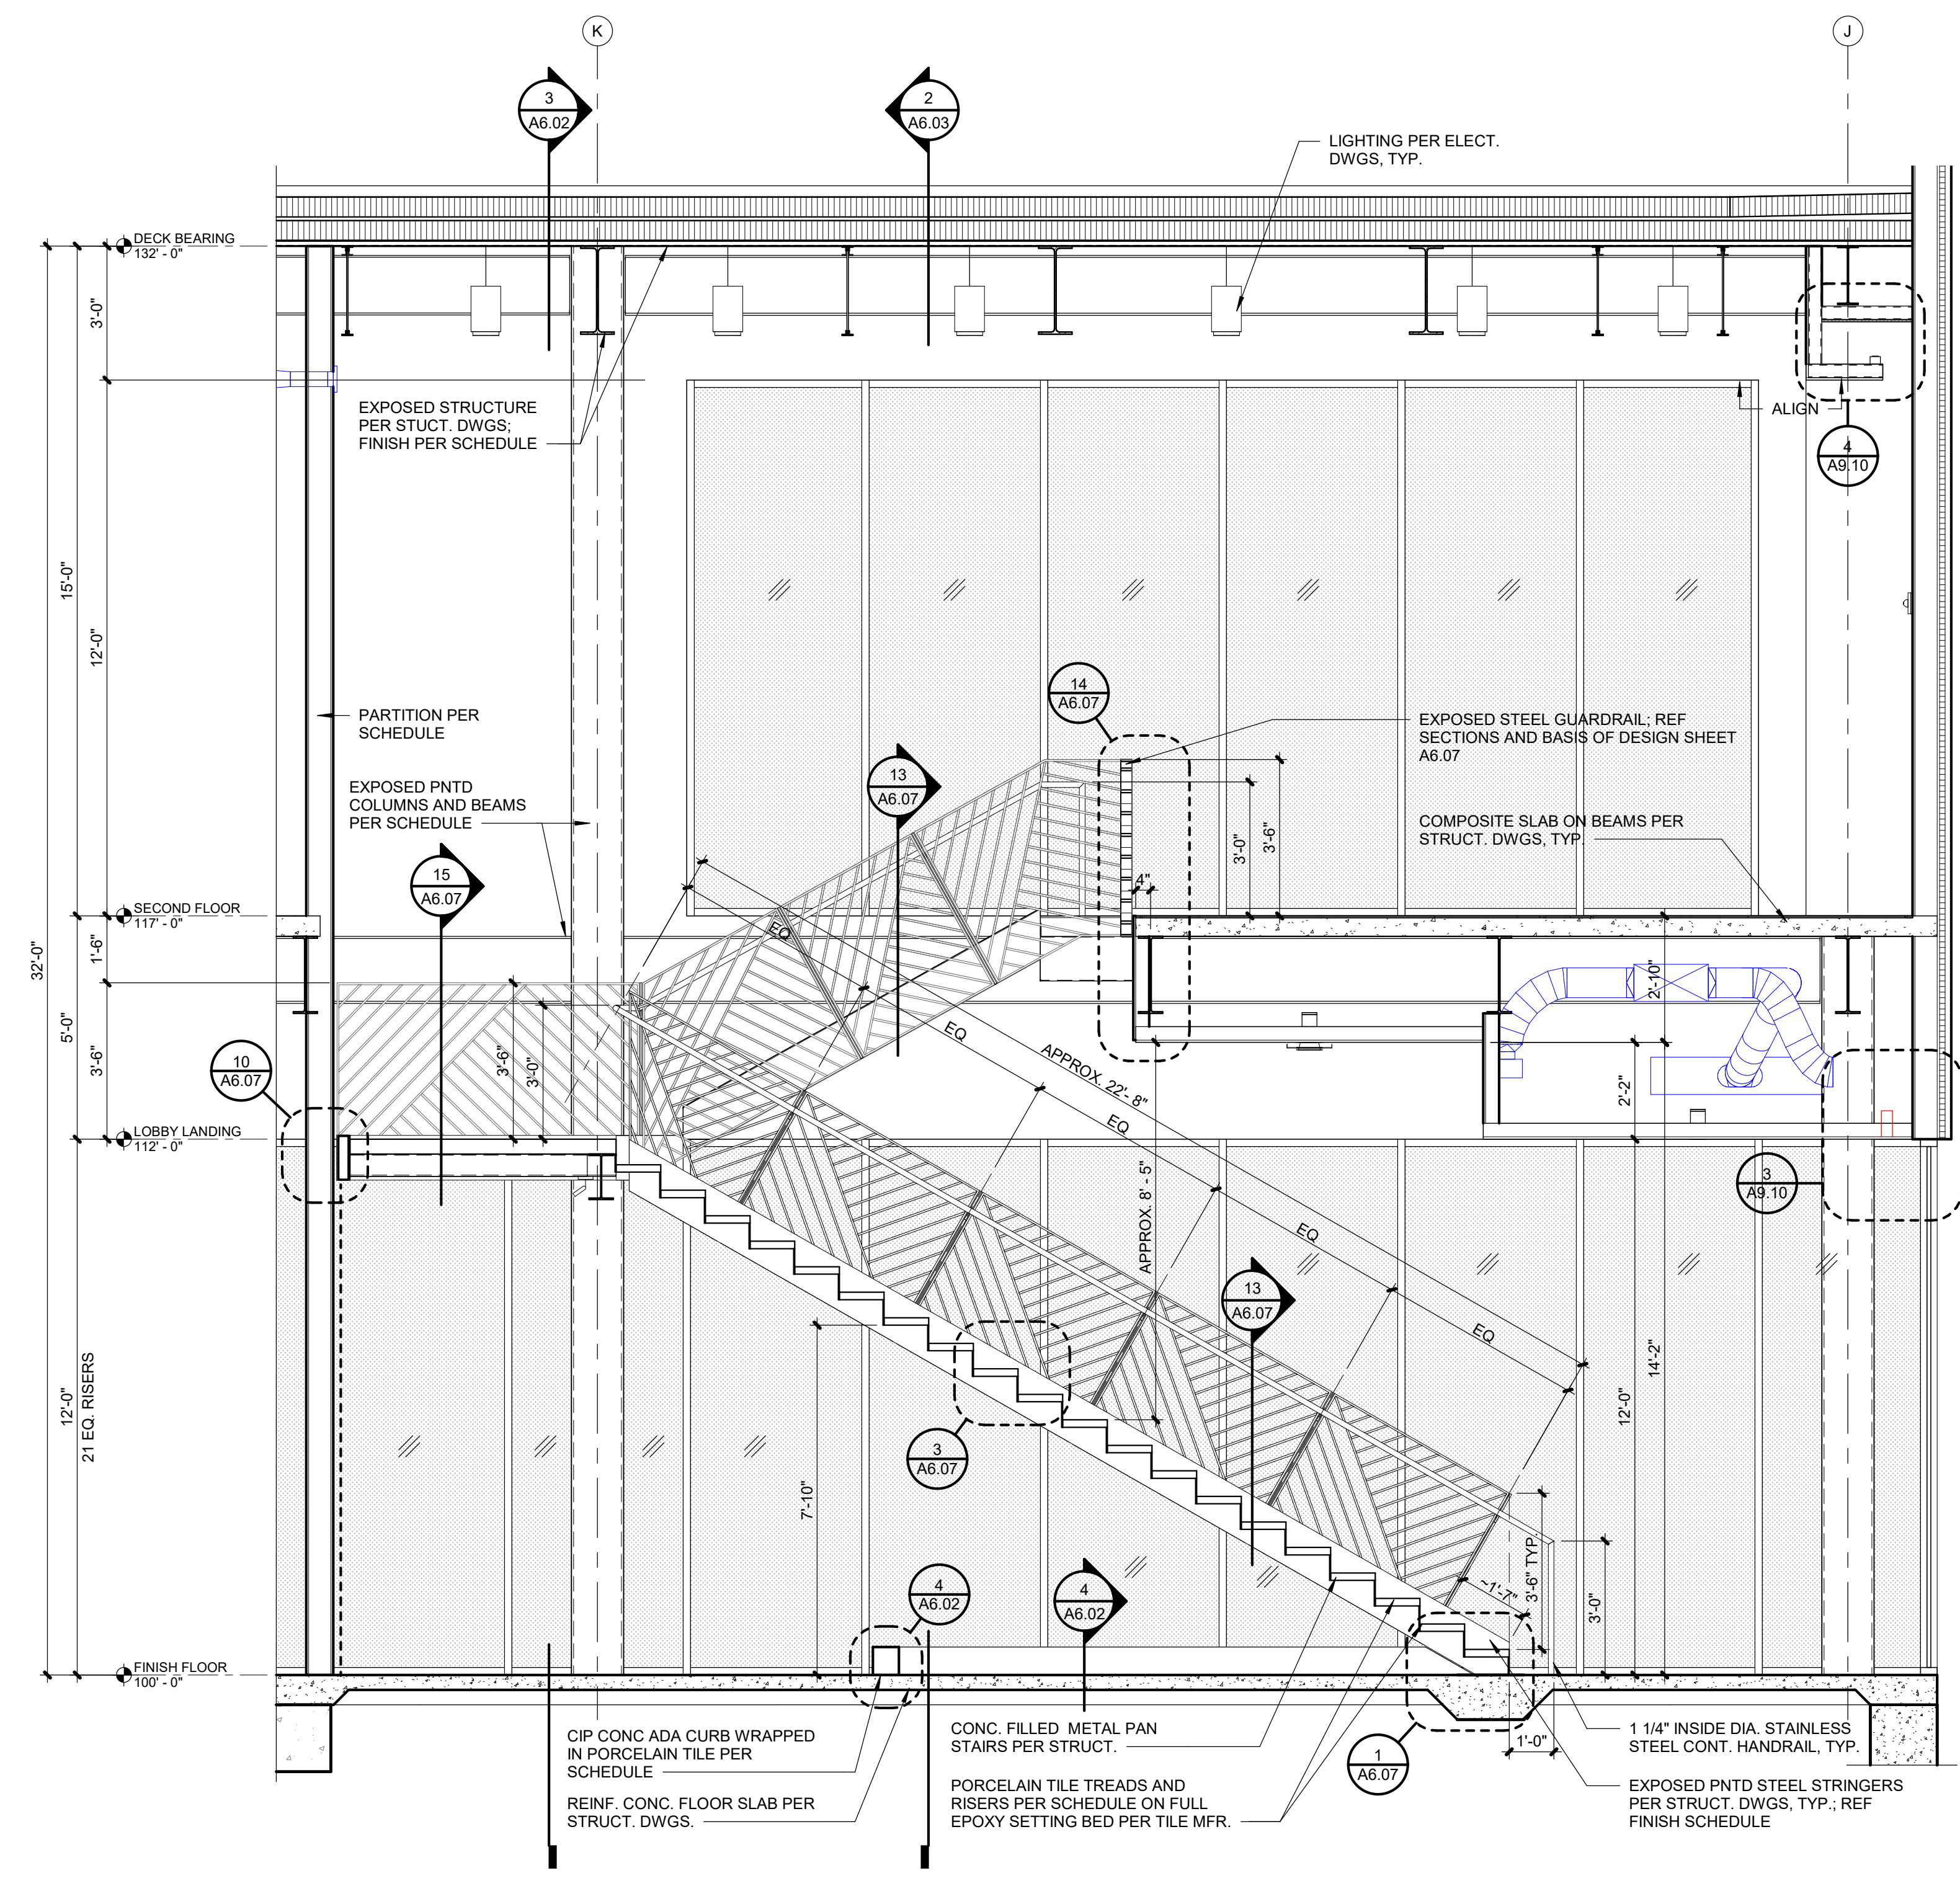 K
J
3
A6.02
2
A6.03
LIGHTING PER ELECT.
DWGS, TYP.
DECK BEARING
132' - 0"
3'-0"
EXPOSED STRUCTURE
PER STUCT. DWGS;
FINISH PER SCHEDULE
ALIGN
4
A9.10
15'-0"
12'-0"
14
A6.07
PARTITION PER
SCHEDULE
EXPOSED STEEL GUARDRAIL; REF
SECTIONS AND BASIS OF DESIGN SHEET
A6.07
13
A6.07
EXPOSED PNTD
COLUMNS AND BEAMS
PER SCHEDULE
COMPOSITE SLAB ON BEAMS PER
STRUCT. DWGS, TYP.
3'-0"
3'-6"
15
A6.07
4"
SECOND FLOOR
117' - 0"
EQ
32'-0"
1'-6"
2'-10"
5'-0"
3'-6"
3'-6"
3'-0"
EQ
APPROX. 22'- 8"
10
A6.07
2'-2"
EQ
LOBBY LANDING
112' - 0"
3
A9.10
APPROX. 8' - 5"
EQ
13
A6.07
EQ
12'-0"
21 EQ. RISERS
14'-2"
12'-0"
3
A6.07
7'-10"
3'-6" TYP.
~1'-7"
3'-0"
4
A6.02
4
A6.02
FINISH FLOOR
100' - 0"
CIP CONC ADA CURB WRAPPED
IN PORCELAIN TILE PER
SCHEDULE
REINF. CONC. FLOOR SLAB PER
STRUCT. DWGS.
CONC. FILLED METAL PAN
STAIRS PER STRUCT.
PORCELAIN TILE TREADS AND
RISERS PER SCHEDULE ON FULL
EPOXY SETTING BED PER TILE MFR.
1
A6.07
1'-0"
1 1/4" INSIDE DIA. STAINLESS
STEEL CONT. HANDRAIL, TYP.
EXPOSED PNTD STEEL STRINGERS
PER STRUCT. DWGS, TYP.; REF
FINISH SCHEDULE